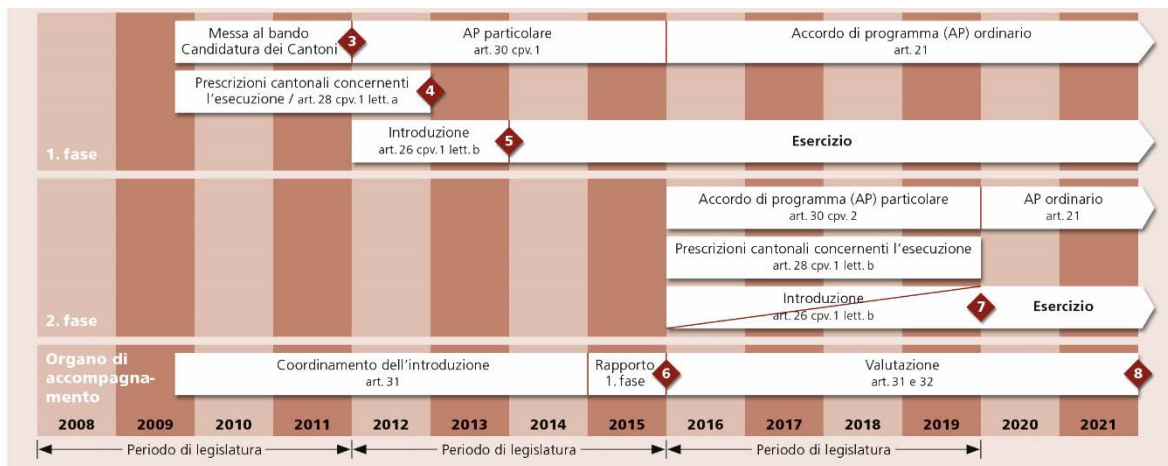 Messa al bando
Candidatura dei Cantoni
3
AP particolare
art. 30 cpv. 1
Accordo di programma (AP) ordinario
art. 21
Prescrizioni cantonali concernenti
l'esecuzione / art. 28 cpv. 1 lett. a
4
1. fase
Introduzione
art. 26 cpv. 1 lett. b
5
Esercizio
Accordo di programma (AP) particolare
art. 30 cpv. 2
AP ordinario
art. 21
Prescrizioni cantonali concernenti l'esecuzione
art. 28 cpv. 1 lett. b
2. fase
Introduzione
art. 26 cpv. 1 lett. b
7
Esercizio
Organo di
accompagna-
mento
Coordinamento dell'introduzione
art. 31
Rapporto
1. fase
6
Valutazione
art. 31 e 32
8
2008 2009 2010 2011 2012 2013 2014 2015 2016 2017 2018 2019 2020 2021
Periodo di legislatura Periodo di legislatura Periodo di legislatura